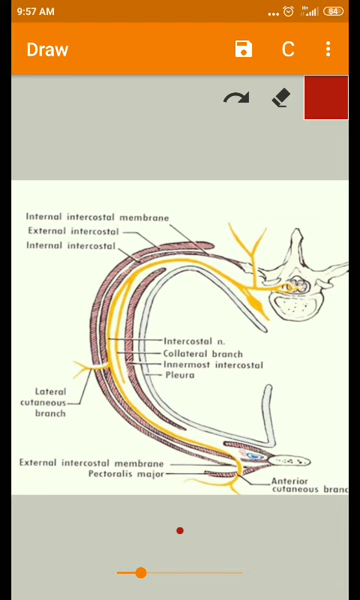 9:57 AM
84
Draw
C
Internal intercostal membrane
External intercostal
Internal intercostal
Intercostal n.
Collateral branch
Innermost intercostal
Pleura
Lateral
cutaneous
branch
External intercostal membrane
Pectoralis major
Anterior
cutaneous branc